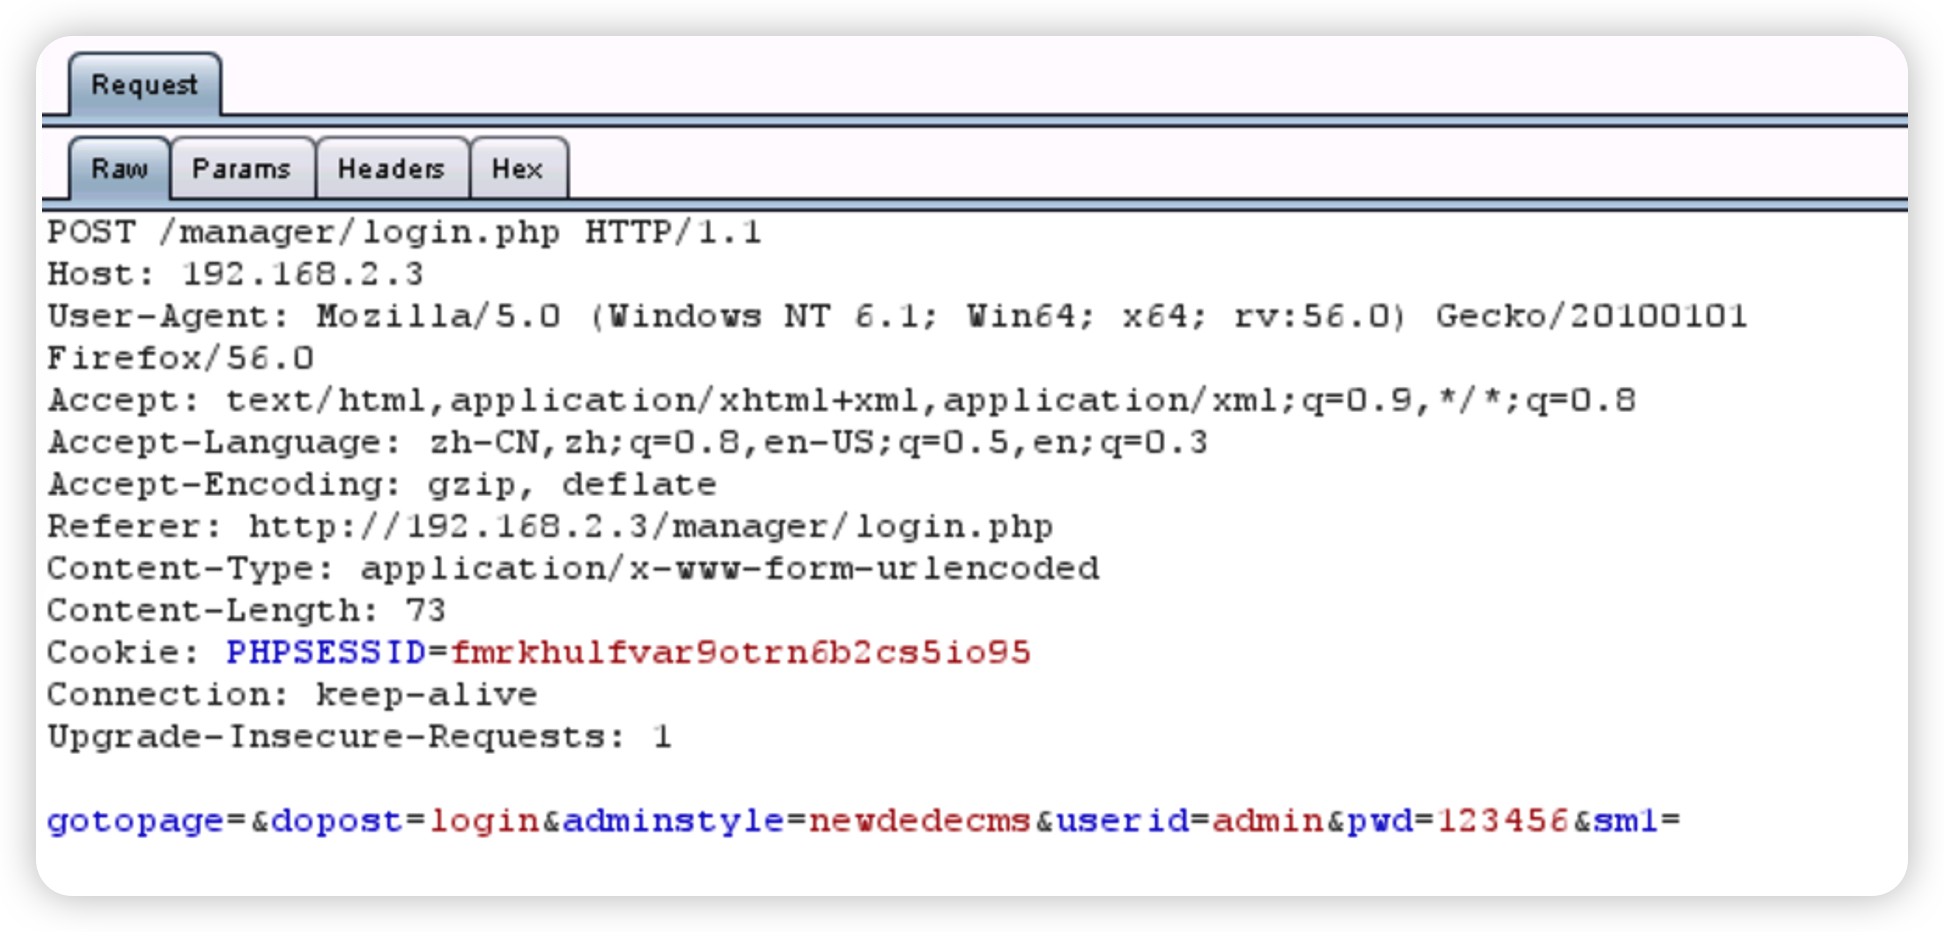 Request
Raw Params Headers Hex
POST /manager/login.php HTTP/1.1
Host: 192.168.2.3
User-Agent: Mozilla/5.0 (Windows NT 6.1; Win64; x64; rv:56.0) Gecko/20100101
Firefox/56.0
Accept: text/html,application/xhtml+xml,application/xml;q=0.9,*/*;q=0.8
Accept-Language: zh-CN,zh;q=0.8,en-US;q=0.5,en;q=0.3
Accept-Encoding: gzip, deflate
Referer: http://192.168.2.3/manager/login.php
Content-Type: application/x-www-form-urlencoded
Content-Length: 73
Cookie: PHPSESSID=fmrkhulfvar9otrn6b2cs5io95
Connection: keep-alive
Upgrade-Insecure-Requests: 1
gotopage=&dopost=login&adminstyle=newdedecms&userid=admin&pwd=123456&sm1=